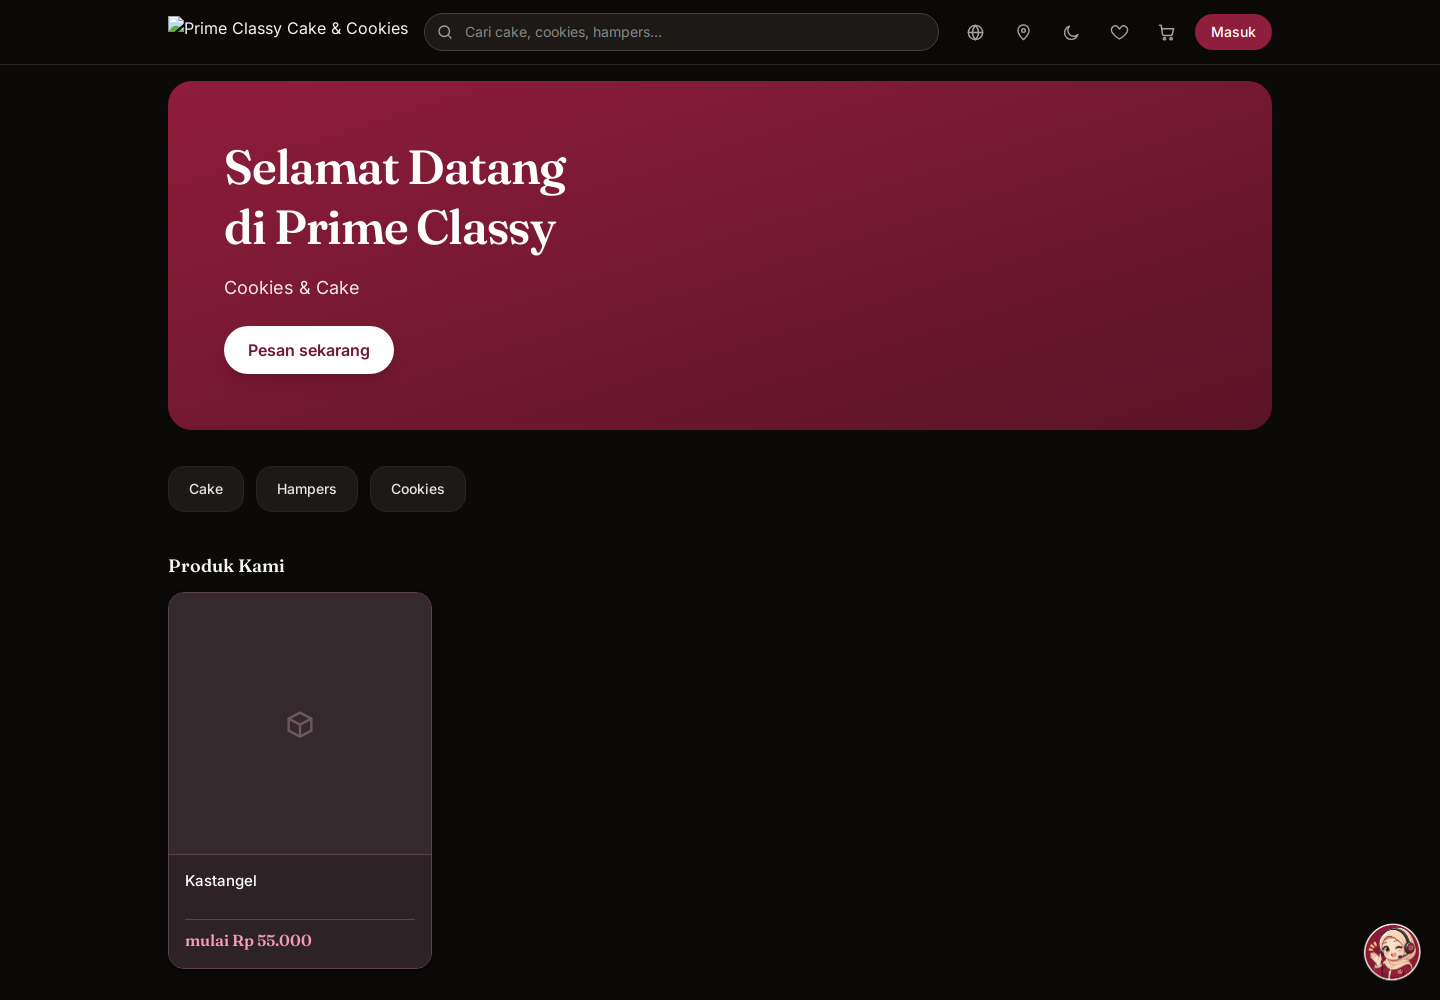 Prime Classy Cake & Cookies
Cari cake, cookies, hampers...
Masuk
Selamat Datang
di Prime Classy
Cookies & Cake
Pesan sekarang
Cake
Hampers
Cookies
Produk Kami
Kastangel
mulai Rp 55.000